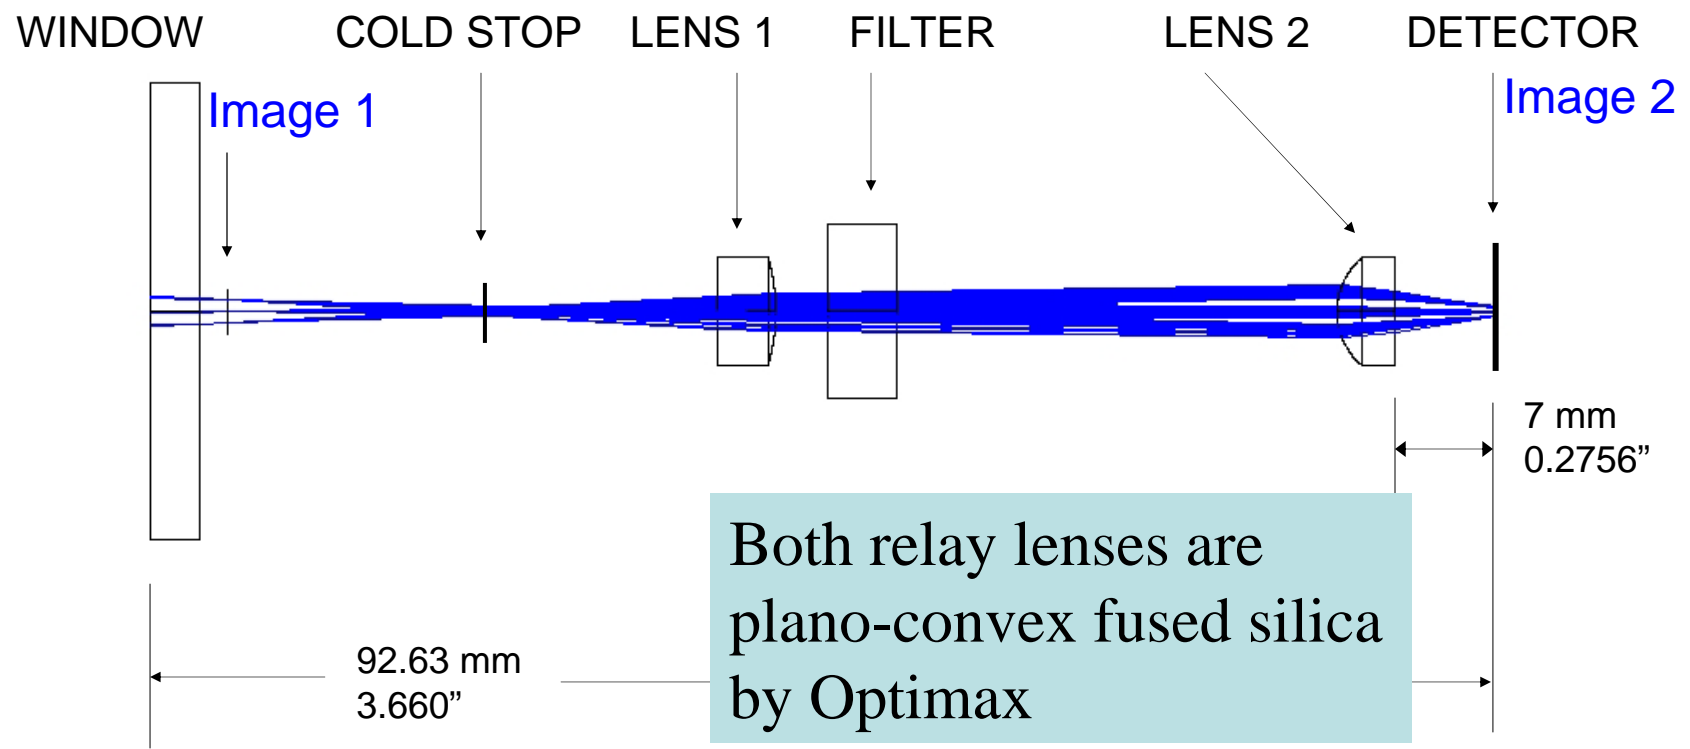 WINDOW COLD STOP LENS 1 FILTER LENS 2 DETECTOR
Image 1 Image 2
7 mm
0.2756”
Both relay lenses are
plano-convex fused silica
by Optimax
92.63 mm
3.660”